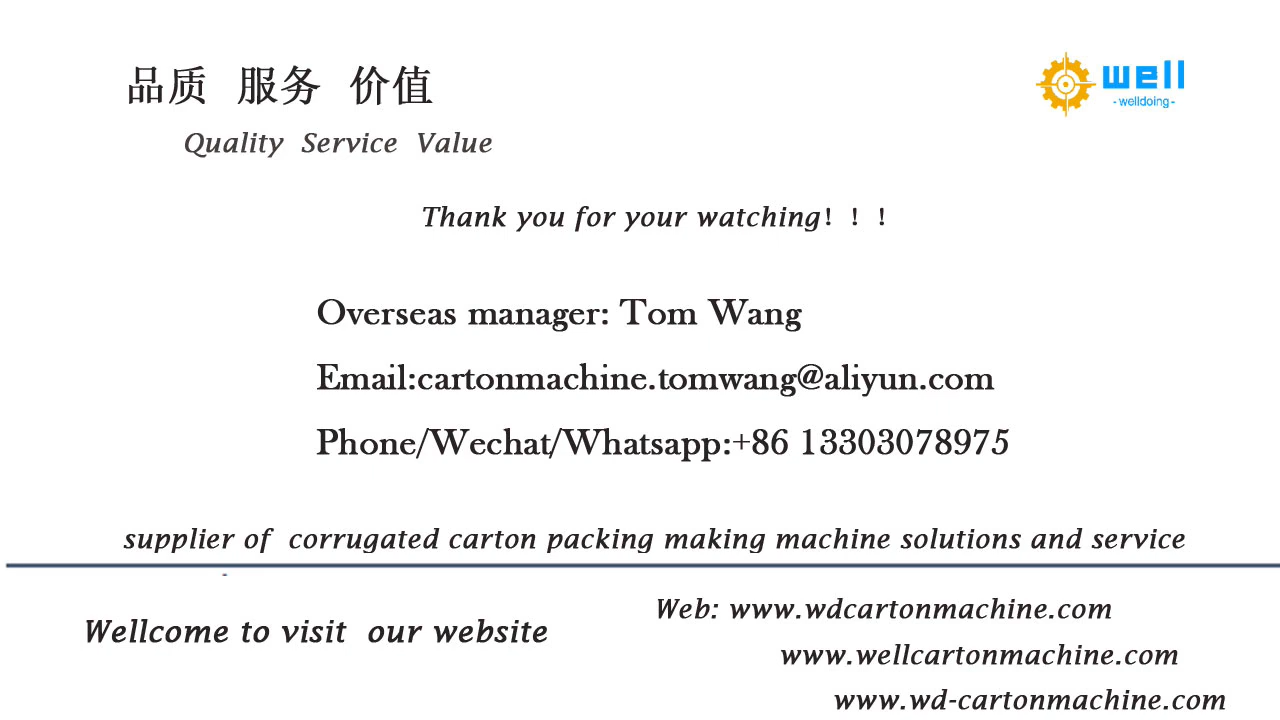 品质 服务 价值
well
-welldoing-
Quality Service Value
Thank you for your watching！！！
Overseas manager: Tom Wang
Email:cartonmachine.tomwang@aliyun.com
Phone/Wechat/Whatsapp:+86 13303078975
supplier of corrugated carton packing making machine solutions and service
Wellcome to visit our website
Web: www.wdcartonmachine.com
www.wellcartonmachine.com
www.wd-cartonmachine.com